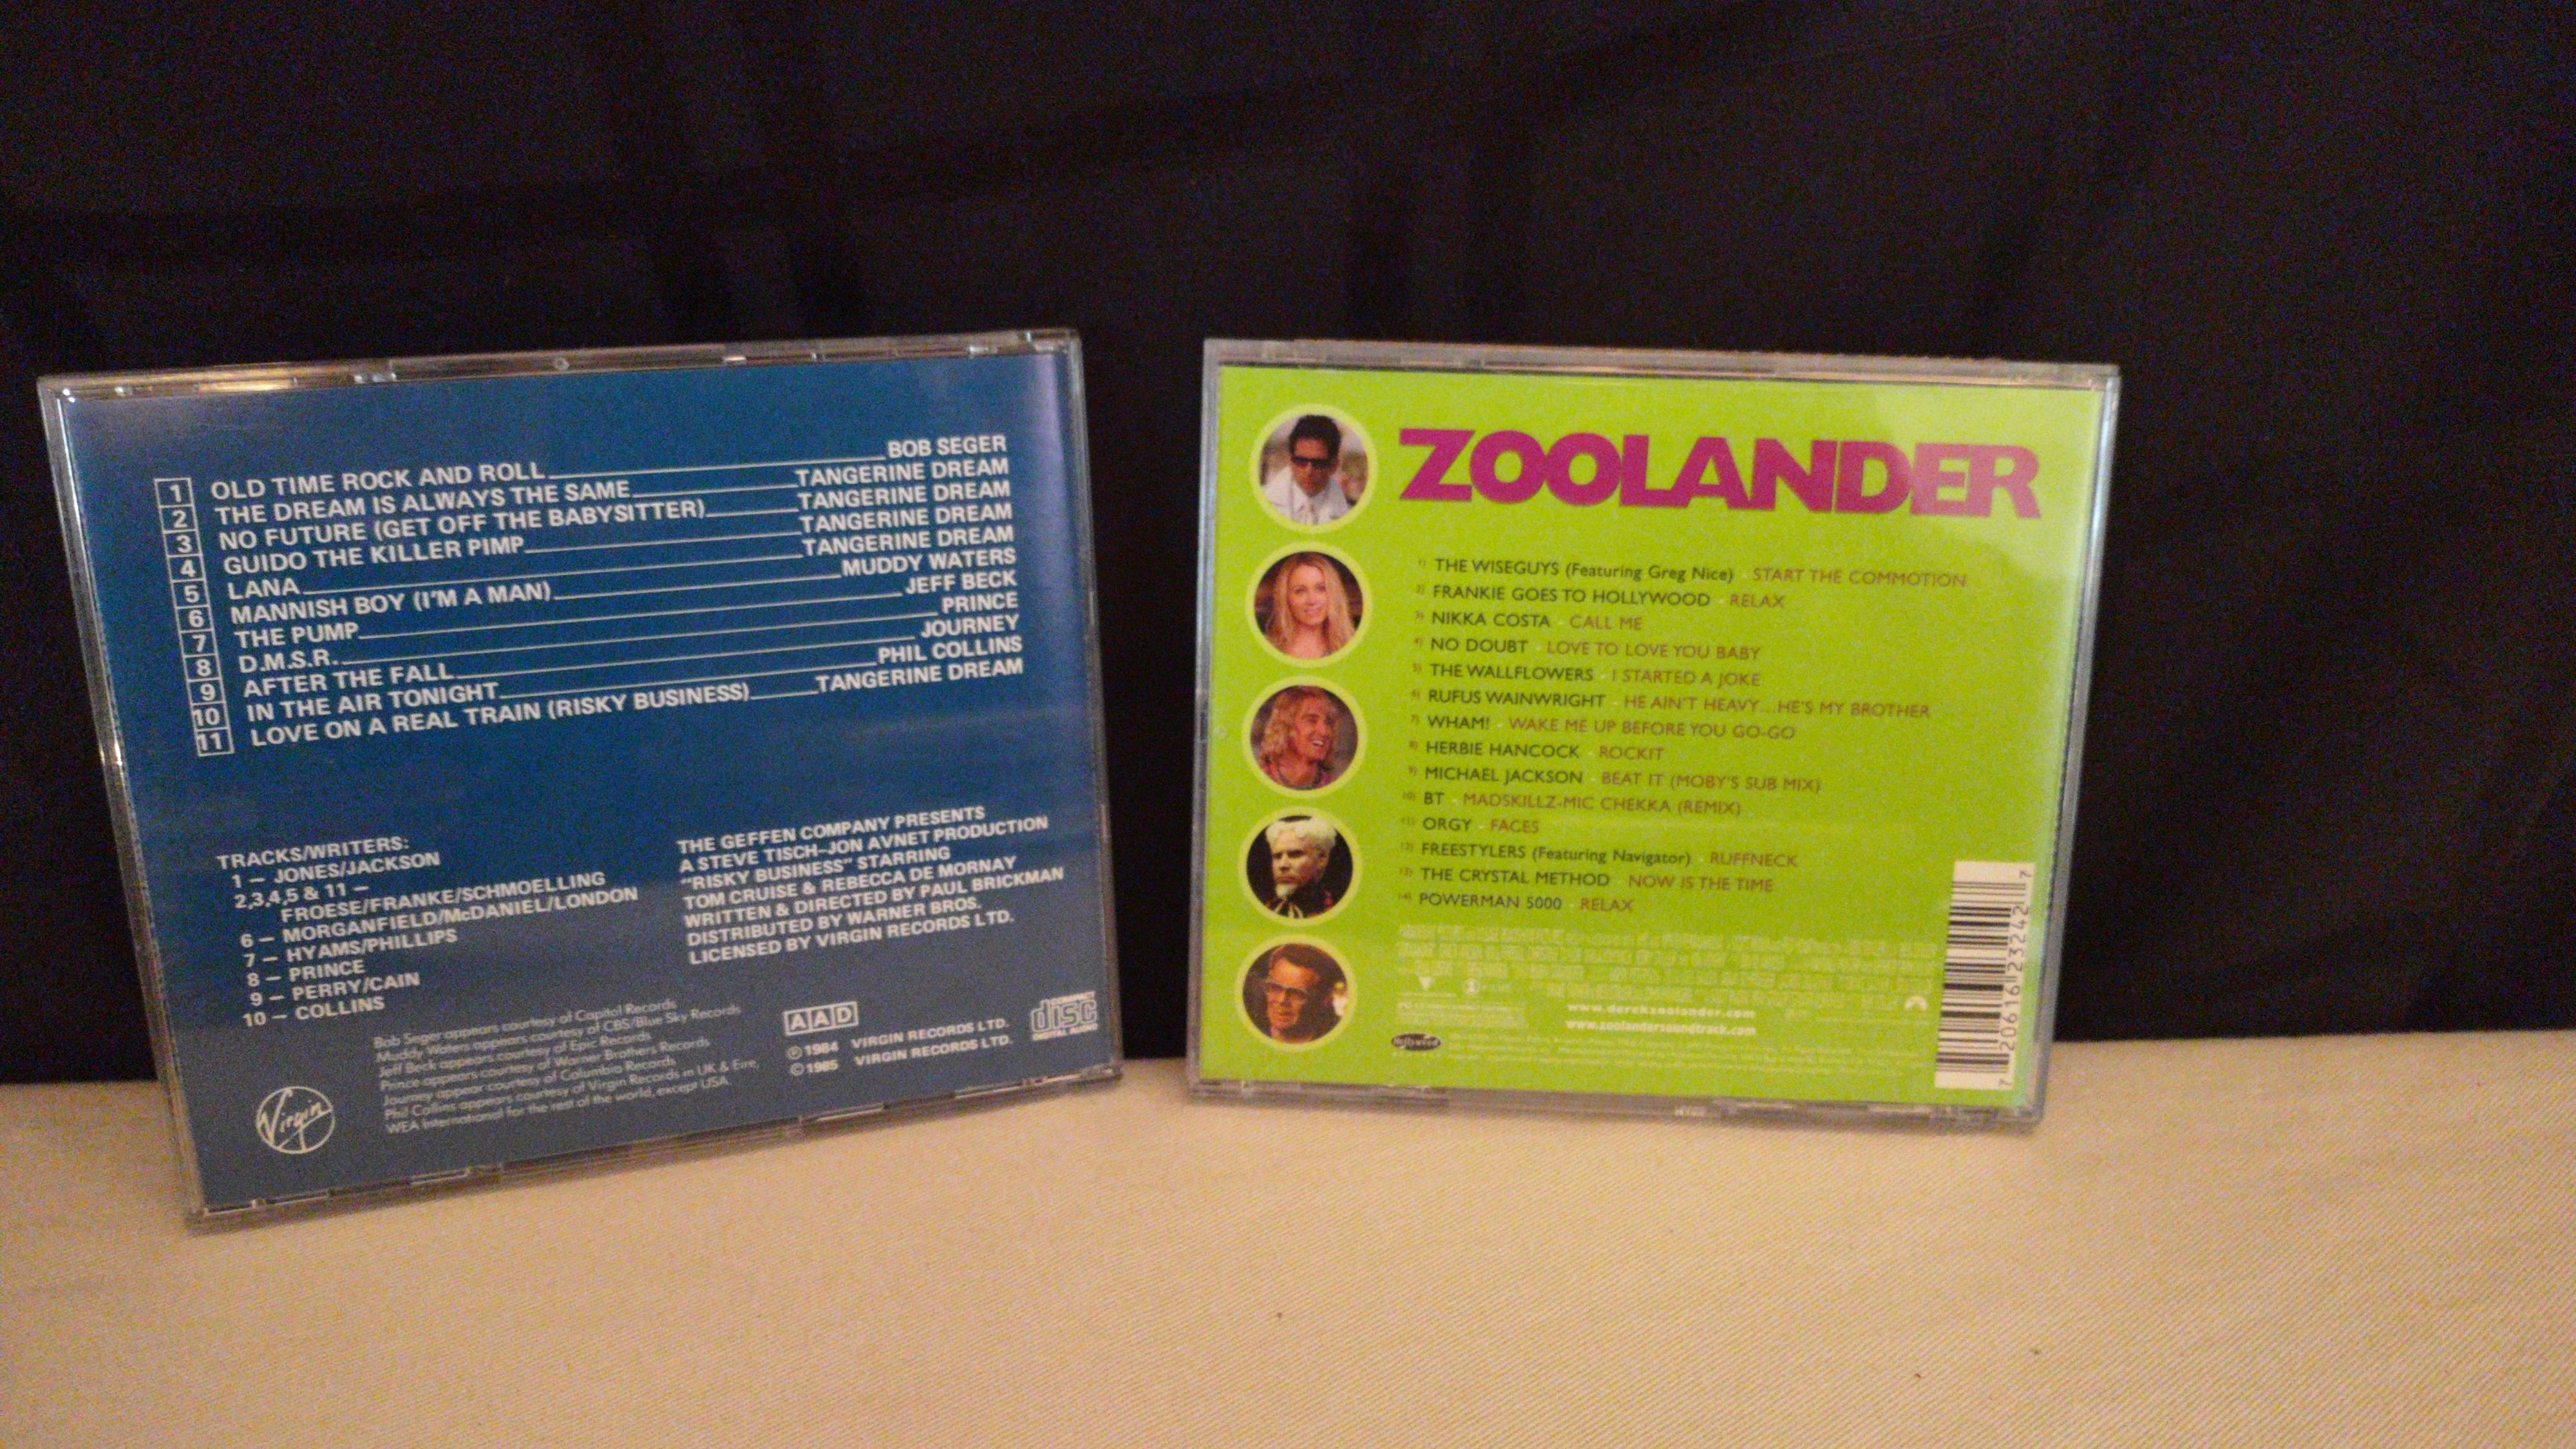 1 OLD TIME ROCK AND ROLL BOB SEGER
2 THE DREAM IS ALWAYS THE SAME TANGERINE DREAM
3 NO FUTURE (GET OFF THE BABYSITTER) TANGERINE DREAM
4 GUIDO THE KILLER PIMP TANGERINE DREAM
5 LANA TANGERINE DREAM
6 MANNISH BOY (I'M A MAN) MUDDY WATERS
7 THE PUMP JEFF BECK
8 D.M.S.R. PRINCE
9 AFTER THE FALL JOURNEY
10 IN THE AIR TONIGHT PHIL COLLINS
11 LOVE ON A REAL TRAIN (RISKY BUSINESS) TANGERINE DREAM
TRACKS/WRITERS:
1 – JONES/JACKSON
2,3,4,5 & 11 –
FROESE/FRANKE/SCHMOELLING
6 – MORGANFIELD/McDANIEL/LONDON
7 – HYAMS/PHILLIPS
8 – PRINCE
9 – PERRY/CAIN
10 – COLLINS
THE GEFFEN COMPANY PRESENTS
A STEVE TISCH–JON AVNET PRODUCTION
"RISKY BUSINESS" STARRING
TOM CRUISE & REBECCA DE MORNAY
WRITTEN & DIRECTED BY PAUL BRICKMAN
DISTRIBUTED BY WARNER BROS.
LICENSED BY VIRGIN RECORDS LTD.
Bob Seger appears courtesy of Capitol Records
Muddy Waters appears courtesy of CBS/Blue Sky Records
Jeff Beck appears courtesy of Epic Records
Prince appears courtesy of Warner Brothers Records
Journey appear courtesy of Columbia Records
Phil Collins appears courtesy of Virgin Records in UK & Eire,
WEA International for the rest of the world, except USA.
Virgin
AAD
℗ 1984 VIRGIN RECORDS LTD.
© 1985 VIRGIN RECORDS LTD.
COMPACT
disc
DIGITAL AUDIO
ZOOLANDER
1) THE WISEGUYS (Featuring Greg Nice) - START THE COMMOTION
2) FRANKIE GOES TO HOLLYWOOD - RELAX
3) NIKKA COSTA - CALL ME
4) NO DOUBT - LOVE TO LOVE YOU BABY
5) THE WALLFLOWERS - I STARTED A JOKE
6) RUFUS WAINWRIGHT - HE AIN'T HEAVY...HE'S MY BROTHER
7) WHAM! - WAKE ME UP BEFORE YOU GO-GO
8) HERBIE HANCOCK - ROCKIT
9) MICHAEL JACKSON - BEAT IT (MOBY'S SUB MIX)
10) BT - MADSKILLZ-MIC CHEKKA (REMIX)
11) ORGY - FACES
12) FREESTYLERS (Featuring Navigator) - RUFFNECK
13) THE CRYSTAL METHOD - NOW IS THE TIME
14) POWERMAN 5000 - RELAX
www.derekzoolander.com
www.zoolandersoundtrack.com
Hollywood
7 20616 23242 7